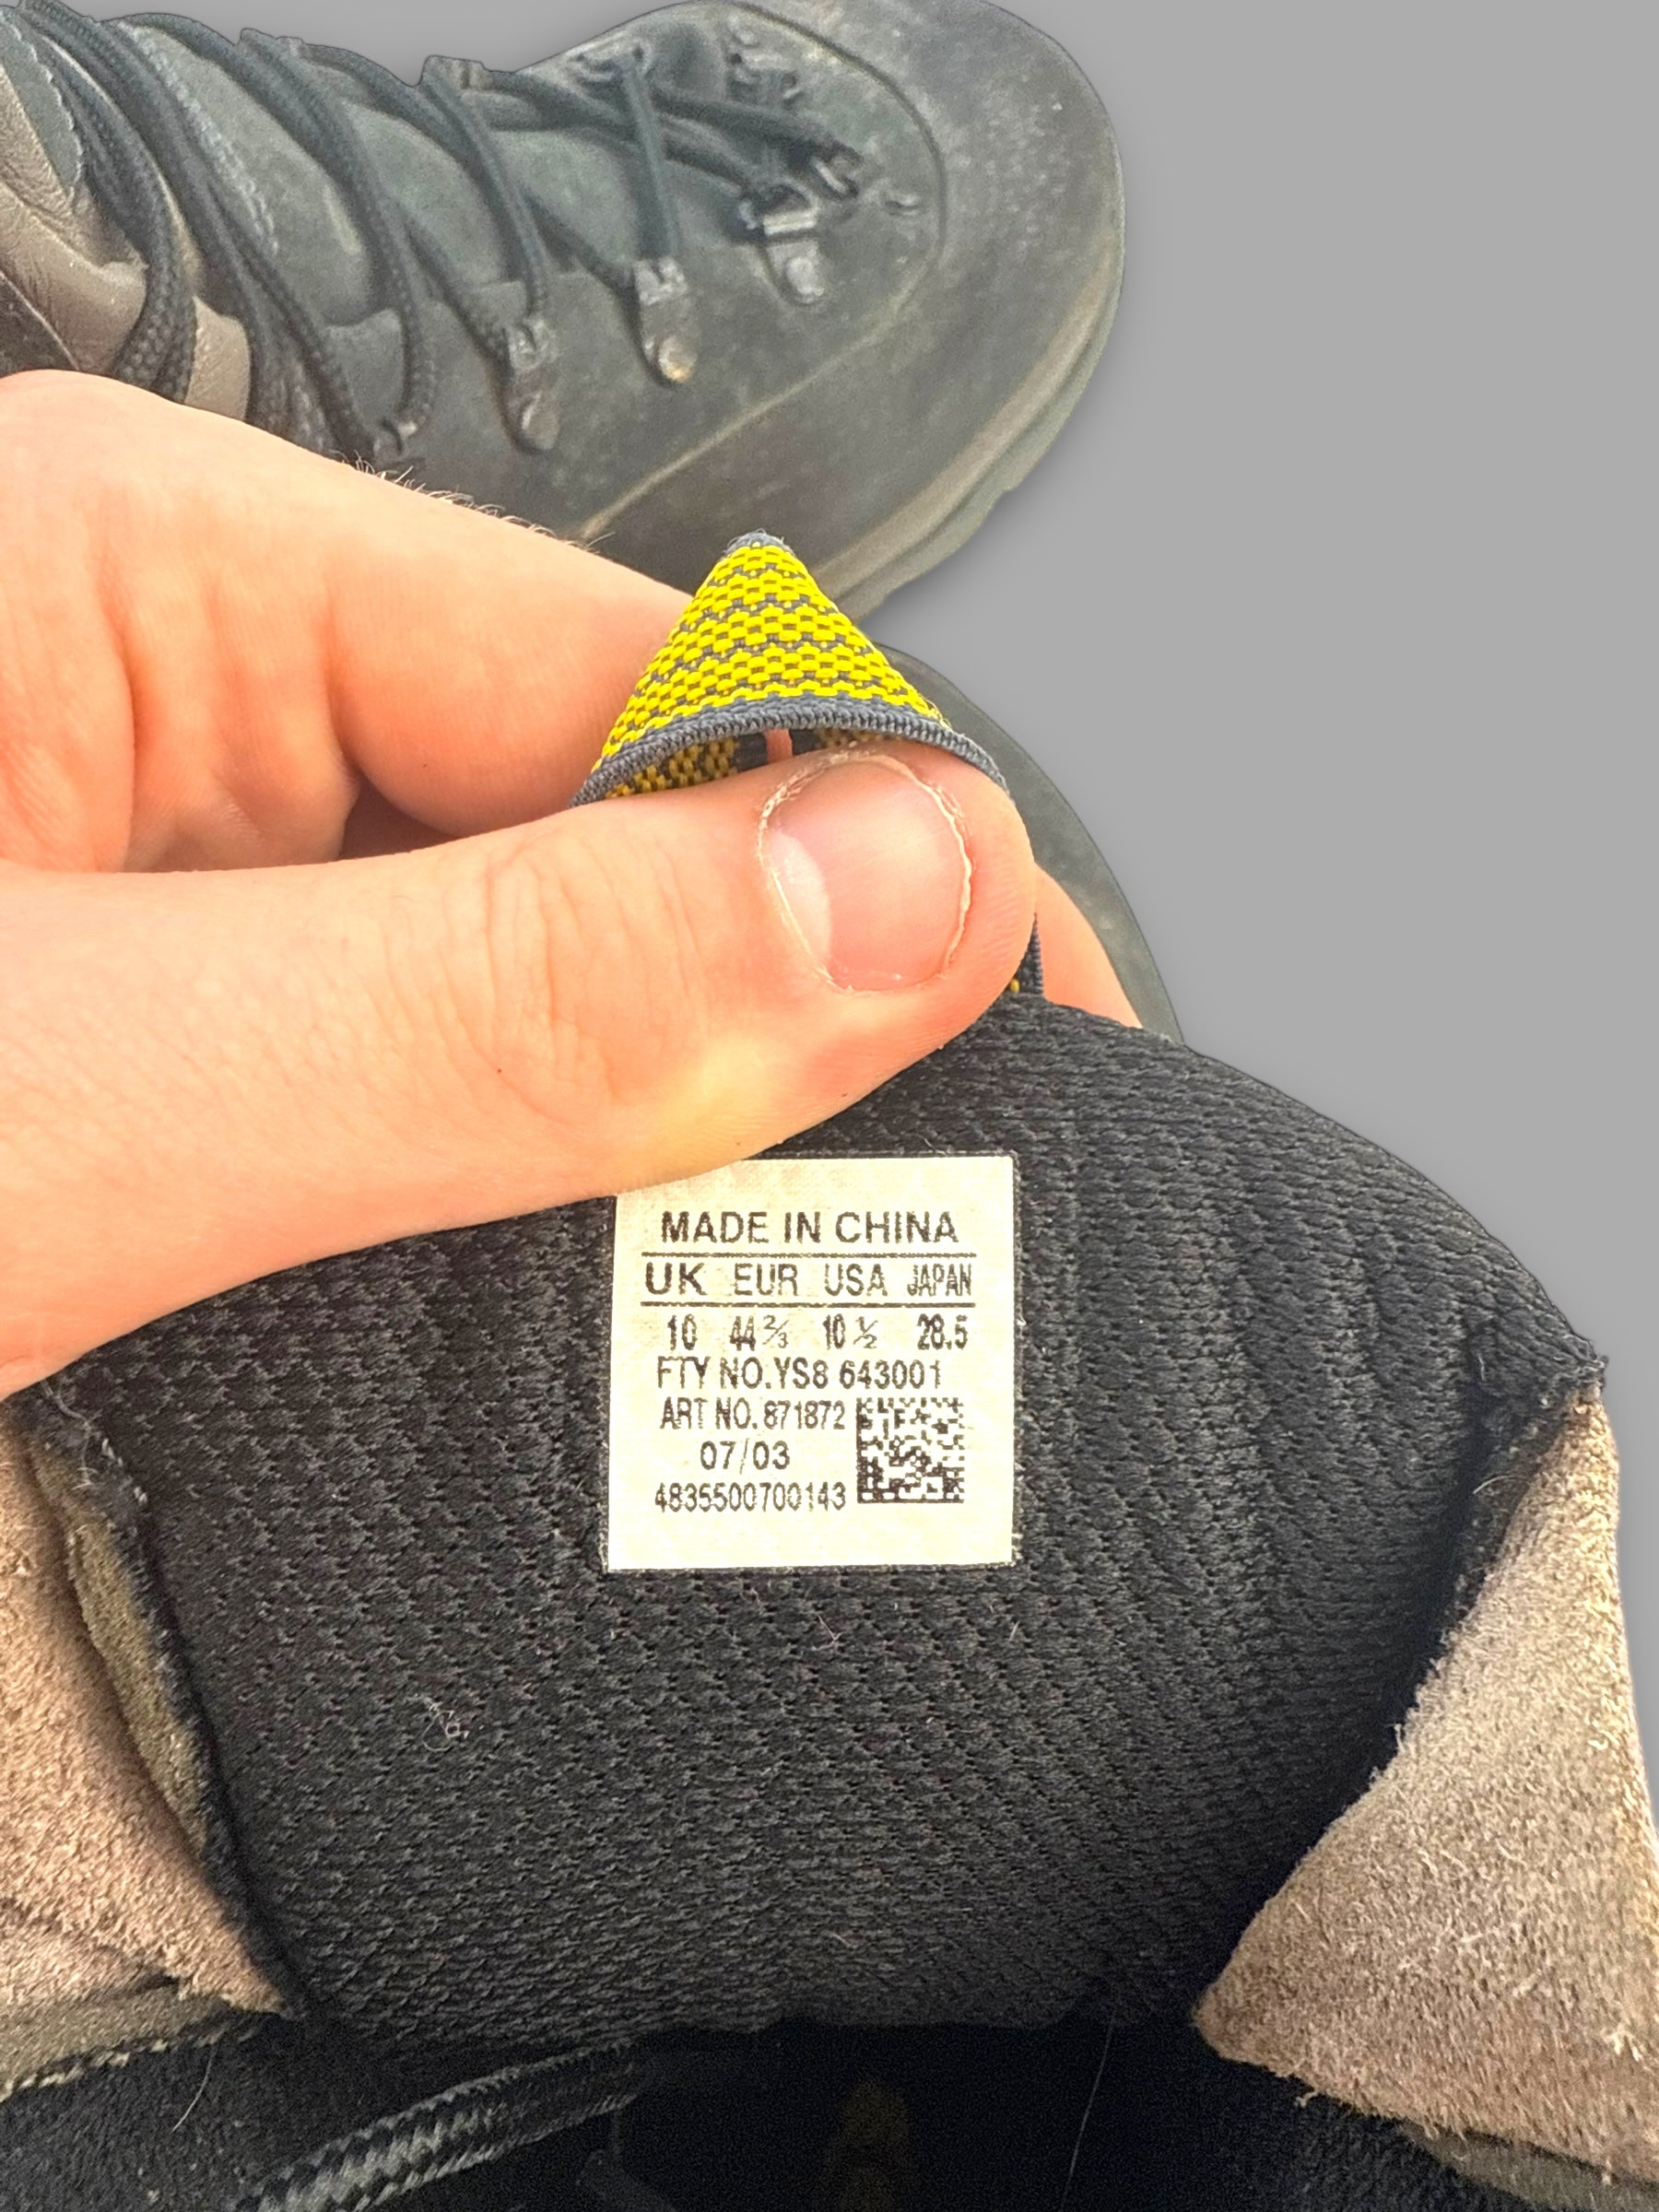 MADE IN CHINA
UK EUR USA JAPAN
10 44⅔ 10½ 28.5
FTY NO.YS8 643001
ART NO. 871872
07/03
4835500700143